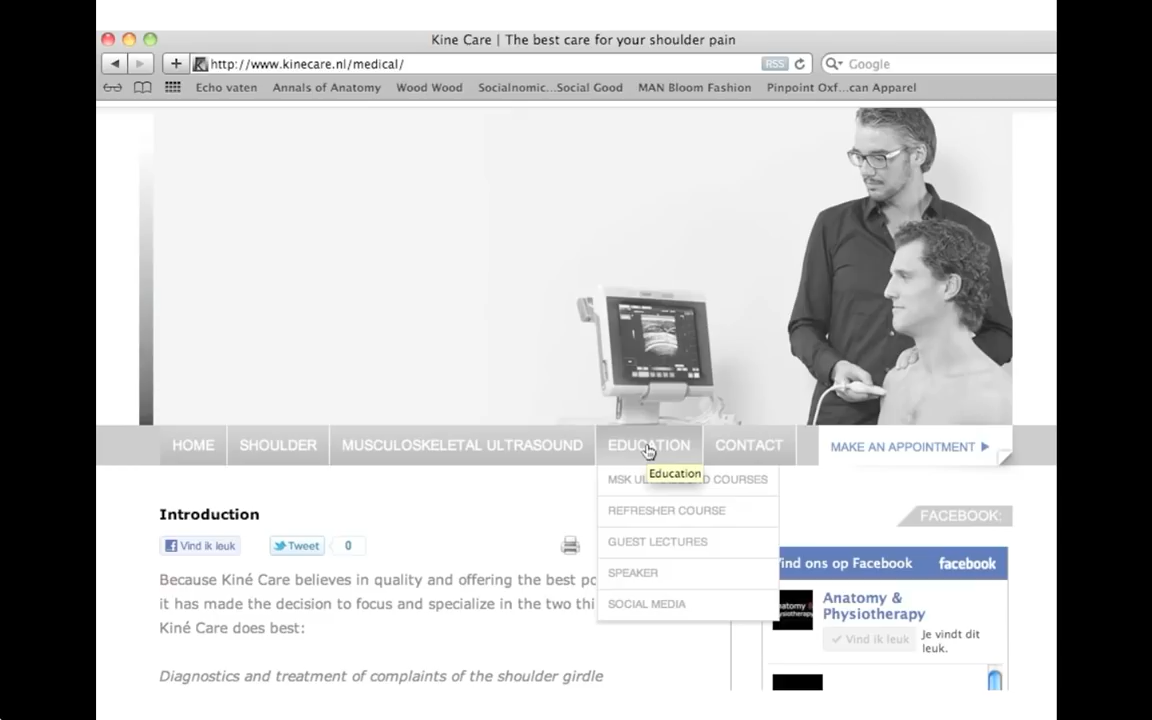 Kine Care | The best care for your shoulder pain
http://www.kinecare.nl/medical/
RSS
Google
Echo vaten
Annals of Anatomy
Wood Wood
Socialnomic...Social Good
MAN Bloom Fashion
Pinpoint Oxf...can Apparel
HOME
SHOULDER
MUSCULOSKELETAL ULTRASOUND
EDUCATION
CONTACT
MAKE AN APPOINTMENT
Education
MSK UL D COURSES
REFRESHER COURSE
GUEST LECTURES
SPEAKER
SOCIAL MEDIA
Introduction
Vind ik leuk
Tweet
0
Because Kiné Care believes in quality and offering the best po
it has made the decision to focus and specialize in the two thi
Kiné Care does best:
Diagnostics and treatment of complaints of the shoulder girdle
FACEBOOK:
ind ons op Facebook
facebook
Anatomy &
Physiotherapy
Vind ik leuk
Je vindt dit
leuk.